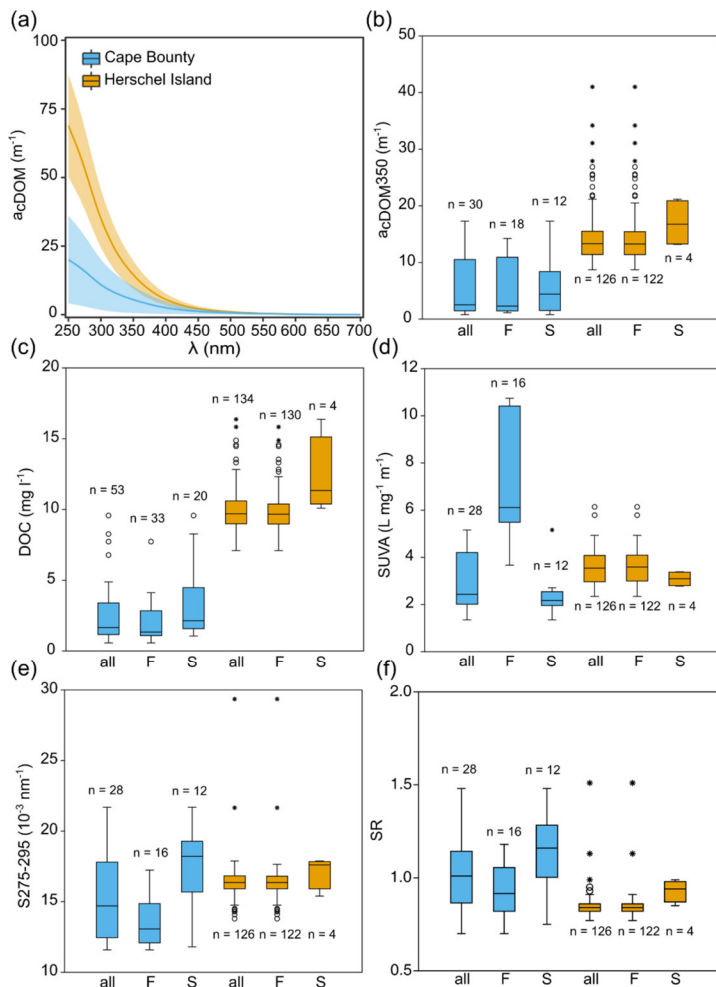 (a)
100
75
50
25
0
aCDOM (m-1)
Cape Bounty
Herschel Island
250 300 350 400 450 500 550 600 650 700
λ (nm)
(b)
50
40
30
20
10
0
aCDOM350 (m-1)
n = 30
n = 18
n = 12
n = 126
n = 122
n = 4
all F S all F S
(c)
20
15
10
5
0
DOC (mg l-1)
n = 53
n = 33
n = 20
n = 134
n = 130
n = 4
all F S all F S
(d)
12
10
8
6
4
2
0
SUVA (L mg-1 m-1)
n = 28
n = 16
n = 12
n = 126
n = 122
n = 4
all F S all F S
(e)
30
25
20
15
10
S275-295 (10-3 nm-1)
n = 28
n = 16
n = 12
n = 126
n = 122
n = 4
all F S all F S
(f)
2.0
1.5
1.0
0.5
SR
n = 28
n = 16
n = 12
n = 126
n = 122
n = 4
all F S all F S